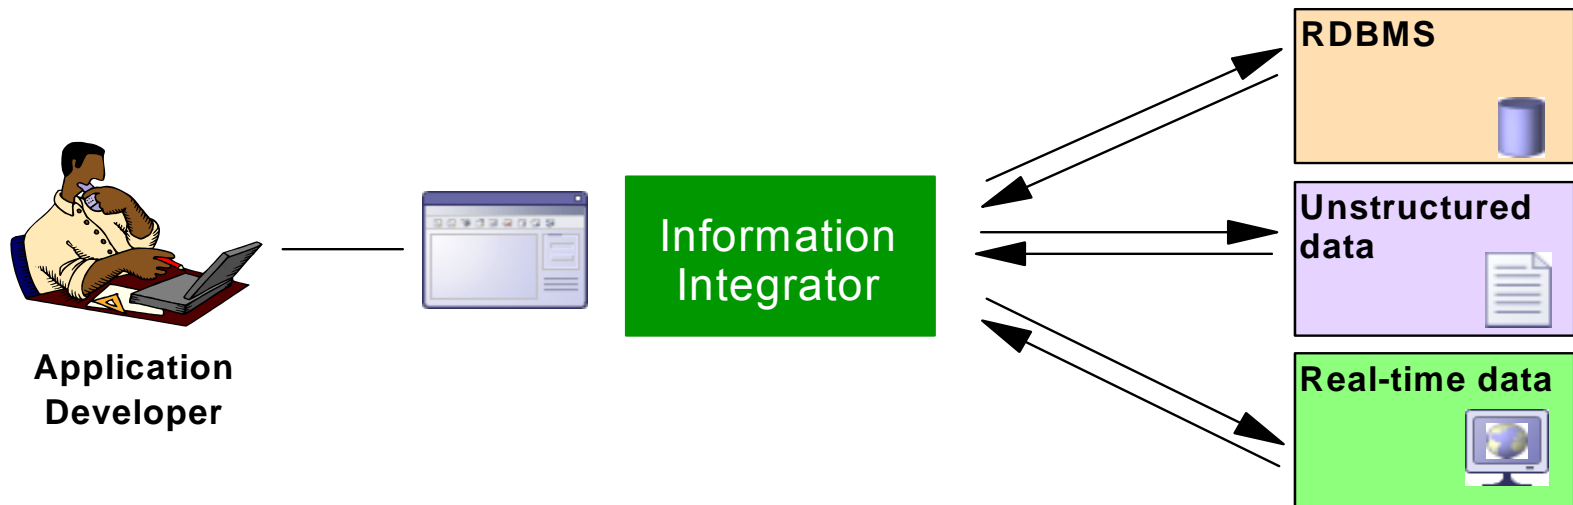 Application
Developer
Information
Integrator
RDBMS
Unstructured
data
Real-time data